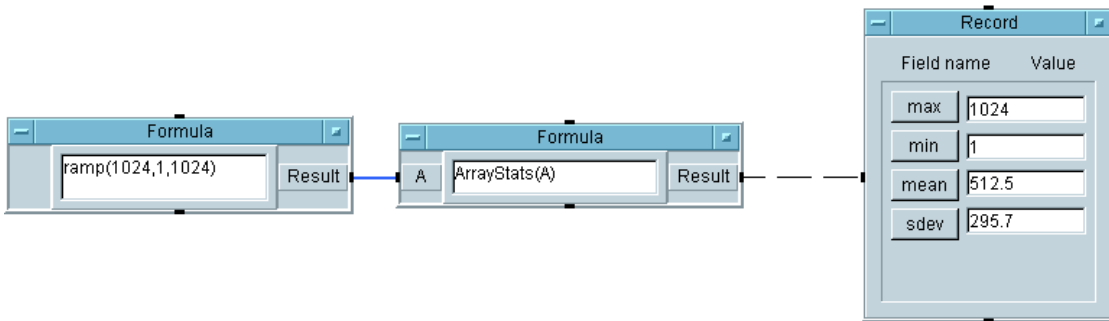 Record
Field name Value
max 1024
min 1
mean 512.5
sdev 295.7
Formula
ramp(1024,1,1024)
Result
Formula
A
ArrayStats(A)
Result